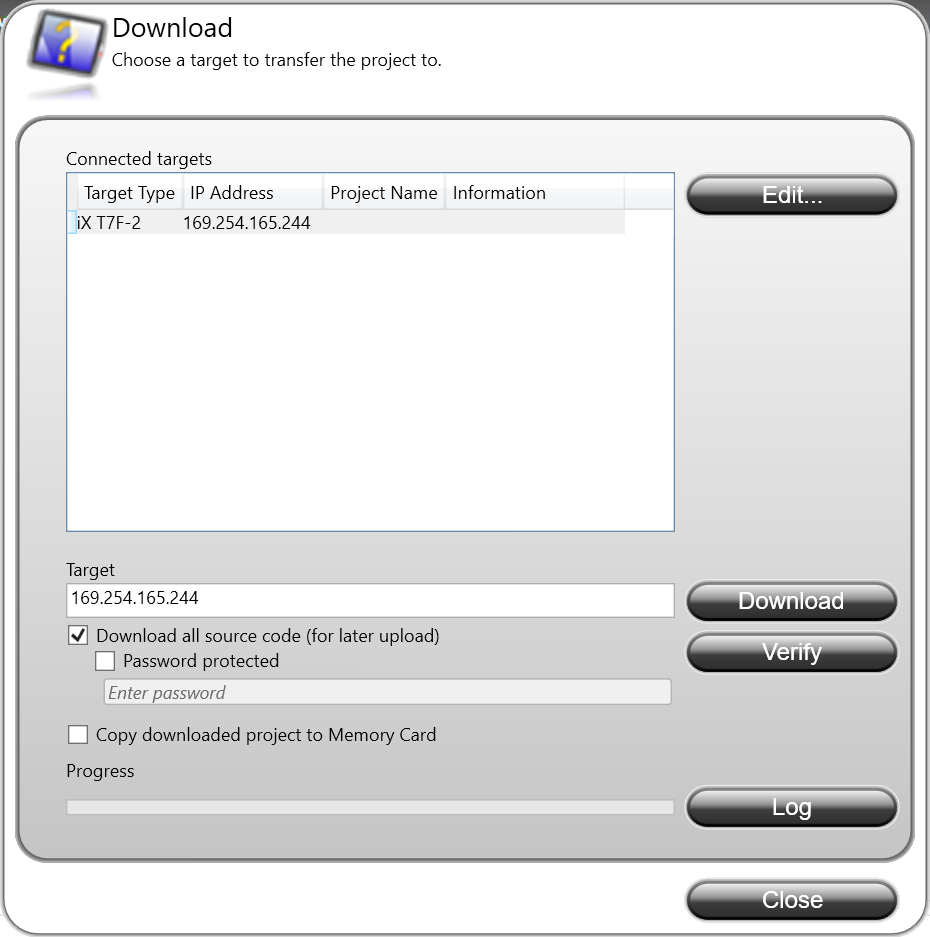 Download
Choose a target to transfer the project to.
Connected targets
Target Type IP Address Project Name Information
iX T7F-2 169.254.165.244
Edit...
Target
169.254.165.244
Download
Download all source code (for later upload)
Verify
Password protected
Enter password
Copy downloaded project to Memory Card
Progress
Log
Close